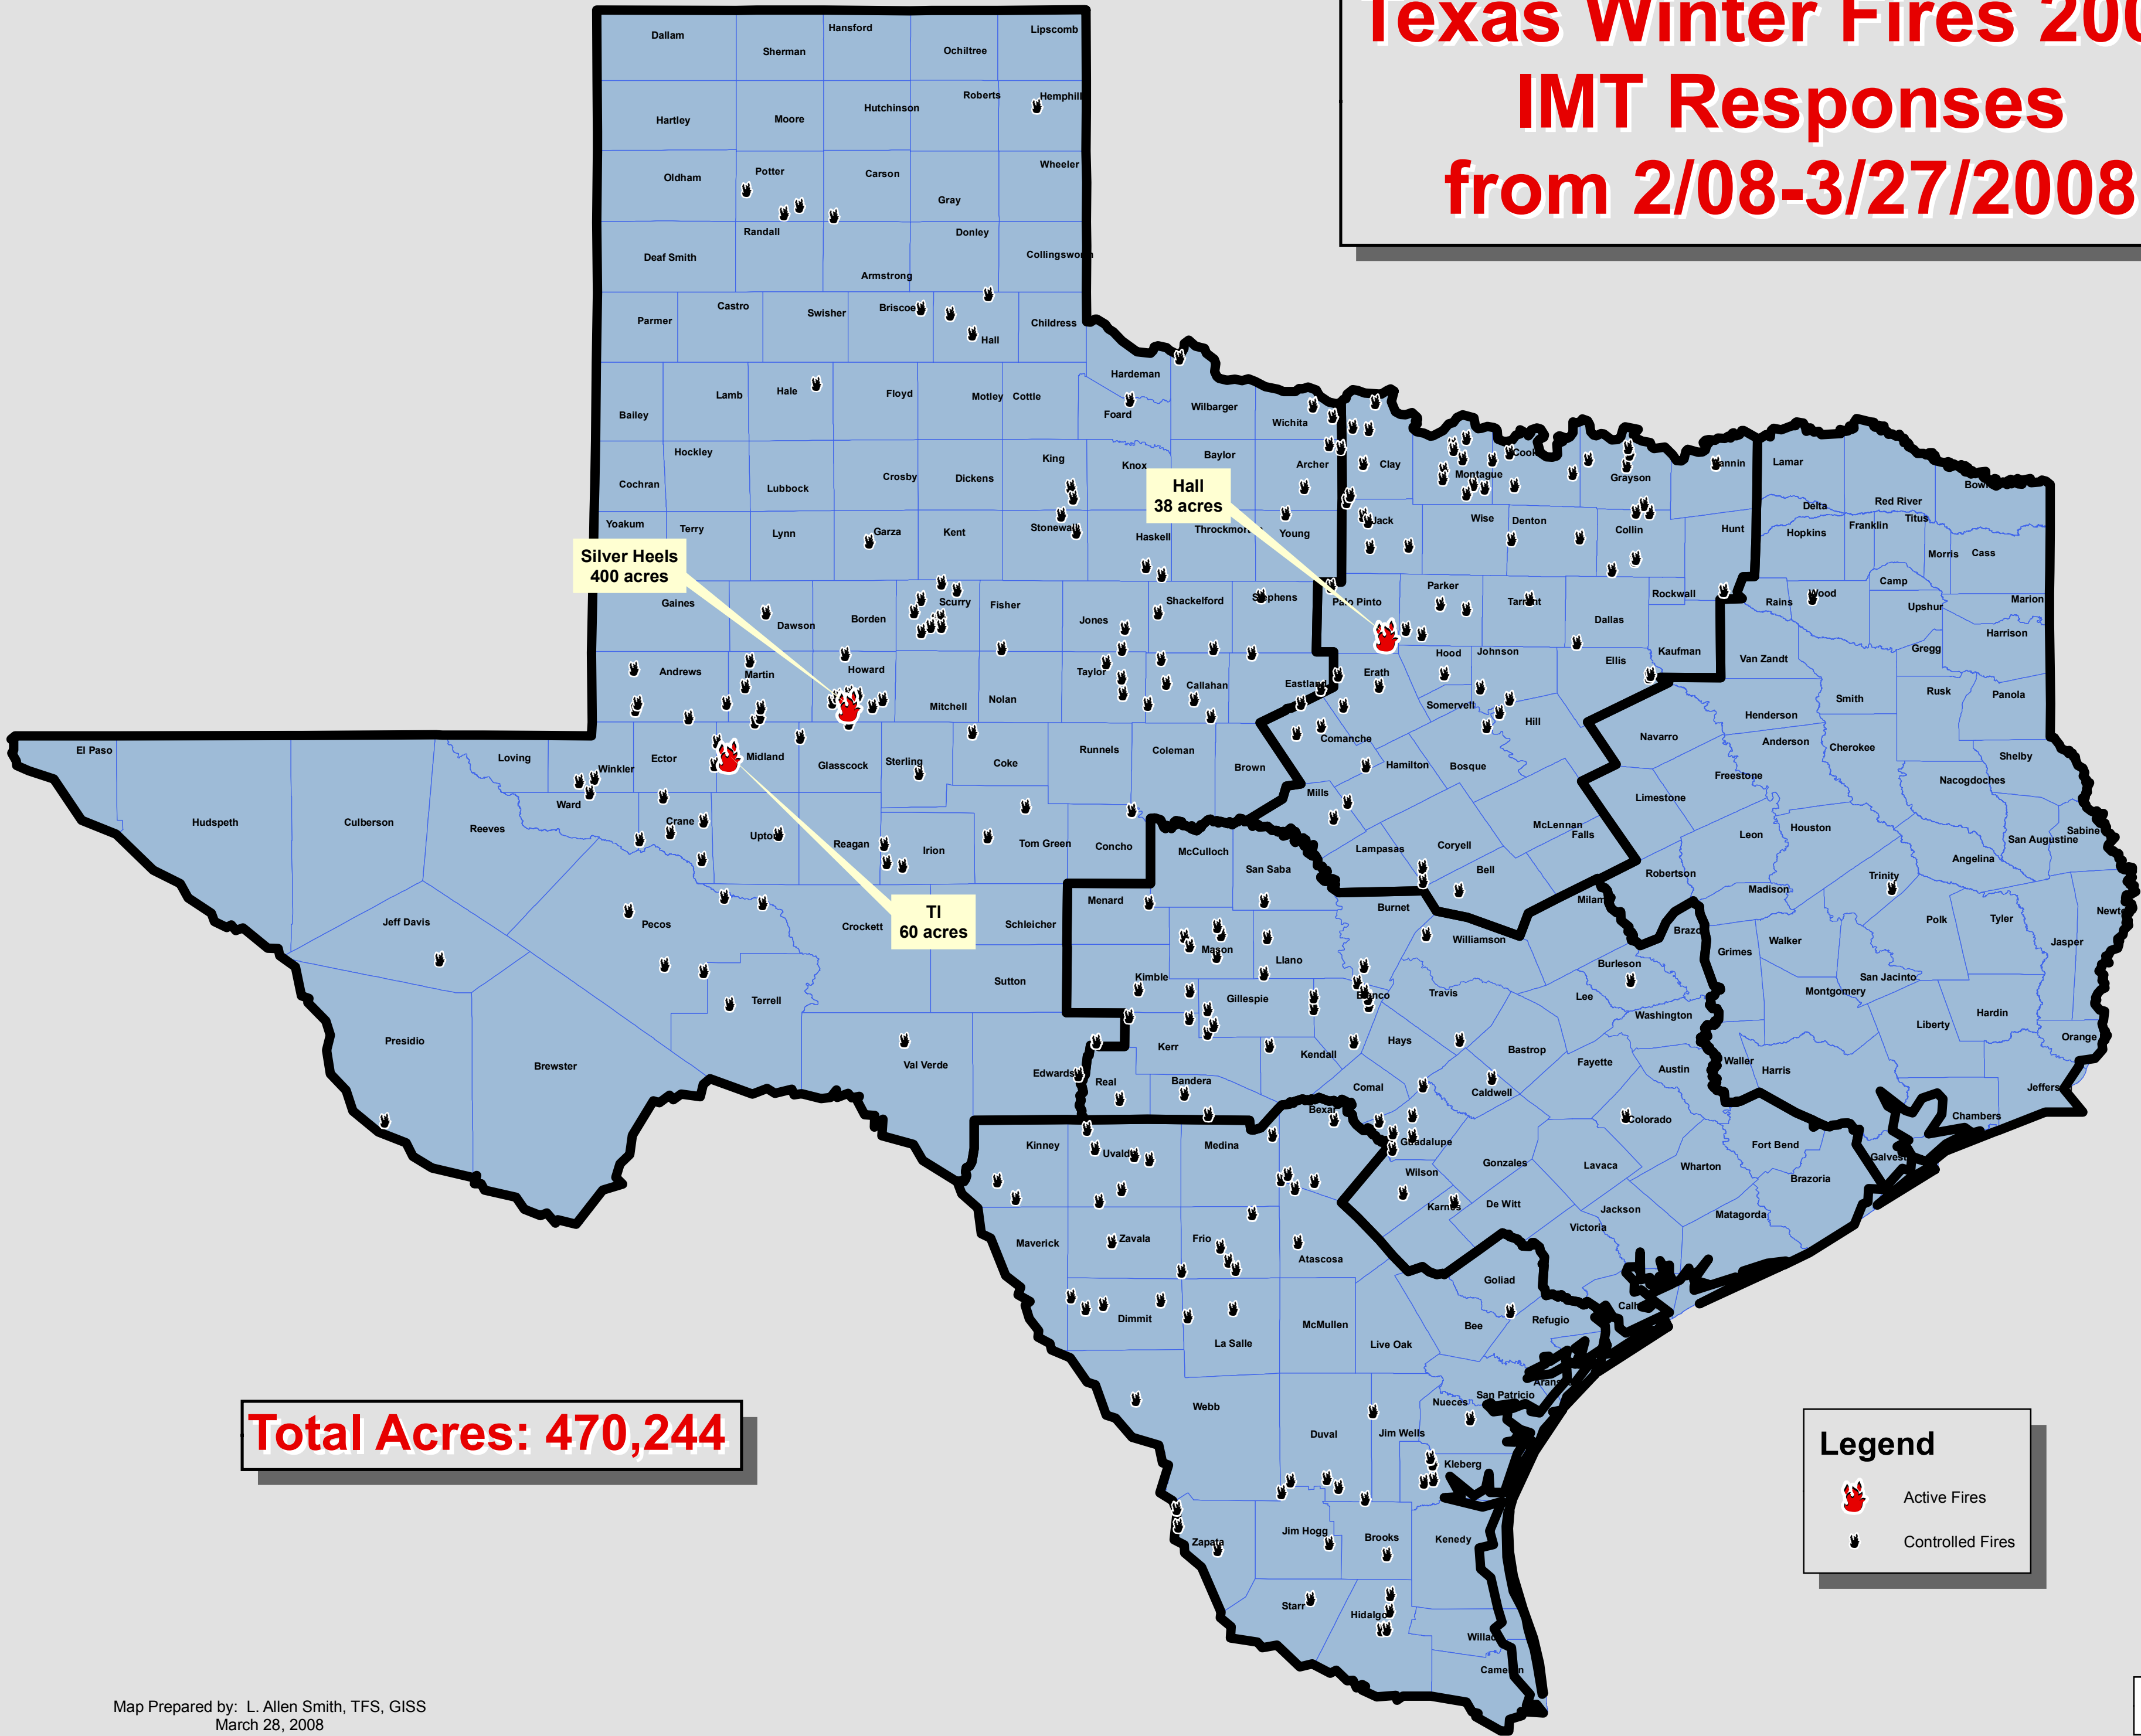 Texas Winter Fires 200
IMT Responses
from 2/08-3/27/2008
Dallam
Sherman
Hansford
Ochiltree
Lipscomb
Hartley
Moore
Hutchinson
Roberts
Hemphill
Oldham
Potter
Carson
Gray
Wheeler
Deaf Smith
Randall
Armstrong
Donley
Parmer
Castro
Swisher
Briscoe
Hall
Childress
Bailey
Lamb
Hale
Floyd
Motley
Cottle
Hardeman
Foard
Wilbarger
Wichita
Cochran
Hockley
Lubbock
Crosby
Dickens
King
Knox
Baylor
Archer
Clay
Montague
Grayson
Lamar
Red River
Delta
Titus
Franklin
Hopkins
Morris
Cass
Camp
Hall
38 acres
Yoakum
Terry
Lynn
Garza
Kent
Stonewall
Haskell
Young
Jack
Wise
Denton
Collin
Hunt
Silver Heels
400 acres
Gaines
Dawson
Borden
Scurry
Fisher
Jones
Shackelford
Stephens
Palo Pinto
Parker
Tarrant
Dallas
Rockwall
Rains
Wood
Upshur
Marion
Harrison
Gregg
Kaufman
Van Zandt
Andrews
Martin
Howard
Mitchell
Nolan
Taylor
Callahan
Eastland
Erath
Hood
Johnson
Ellis
Somervell
Hill
Navarro
Henderson
Smith
Rusk
Panola
Anderson
Cherokee
Shelby
Nacogdoches
El Paso
Hudspeth
Culberson
Reeves
Loving
Winkler
Ector
Midland
Glasscock
Sterling
Coke
Runnels
Coleman
Brown
Comanche
Hamilton
Bosque
Freestone
Limestone
Mills
McLennan
Falls
Leon
Houston
San Augustine
Sabine
Angelina
Trinity
Ward
Crane
Upton
Reagan
Irion
Tom Green
Concho
McCulloch
San Saba
Lampasas
Coryell
Bell
Robertson
Madison
Milam
TI
60 acres
Jeff Davis
Pecos
Crockett
Schleicher
Menard
Mason
Llano
Burnet
Williamson
Burleson
Grimes
Walker
Polk
Tyler
Jasper
San Jacinto
Montgomery
Presidio
Brewster
Terrell
Sutton
Kimble
Gillespie
Blanco
Travis
Lee
Washington
Liberty
Hardin
Orange
Val Verde
Edwards
Real
Kerr
Kendall
Bandera
Hays
Comal
Bastrop
Fayette
Austin
Waller
Harris
Chambers
Kinney
Uvalde
Medina
Bexar
Guadalupe
Caldwell
Colorado
Fort Bend
Brazoria
Wilson
Gonzales
Lavaca
Wharton
Karnes
De Witt
Jackson
Victoria
Matagorda
Maverick
Zavala
Frio
Atascosa
Goliad
Dimmit
La Salle
McMullen
Live Oak
Bee
Refugio
San Patricio
Nueces
Webb
Duval
Jim Wells
Kleberg
Zapata
Jim Hogg
Brooks
Kenedy
Starr
Hidalgo
Total Acres: 470,244
Legend
Active Fires
Controlled Fires
Map Prepared by: L. Allen Smith, TFS, GISS
March 28, 2008